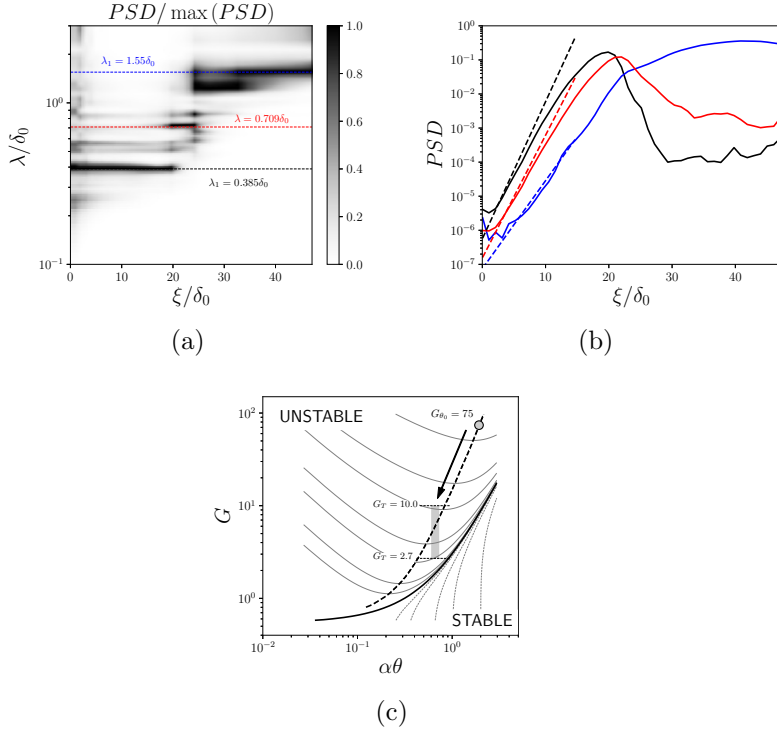 PSD/ max (PSD)
λ/δ₀
10⁰
10⁻¹
λ₁ = 1.55δ₀
λ = 0.709δ₀
λ₁ = 0.385δ₀
0 10 20 30 40
ξ/δ₀
1.0
0.8
0.6
0.4
0.2
0.0
(a)
PSD
10⁰
10⁻¹
10⁻²
10⁻³
10⁻⁴
10⁻⁵
10⁻⁶
10⁻⁷
0 10 20 30 40
ξ/δ₀
(b)
G
10²
10¹
10⁰
UNSTABLE
G_θ₀ = 75
G_T = 10.0
G_T = 2.7
STABLE
10⁻² 10⁻¹ 10⁰
αθ
(c)